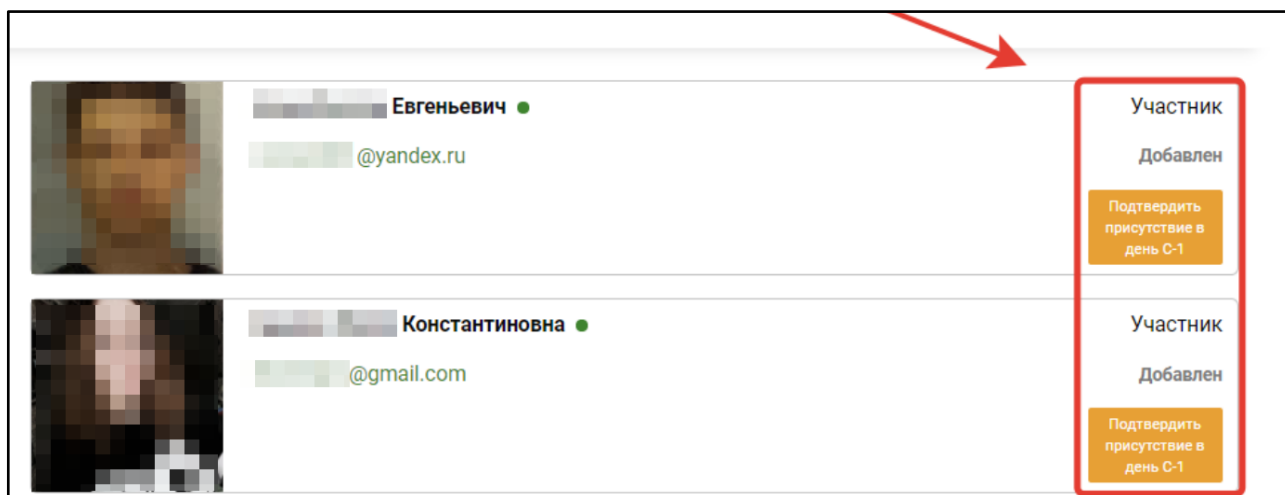 Евгеньевич
Участник
@yandex.ru
Добавлен
Подтвердить
присутствие в
день С-1
Константиновна
Участник
@gmail.com
Добавлен
Подтвердить
присутствие в
день С-1